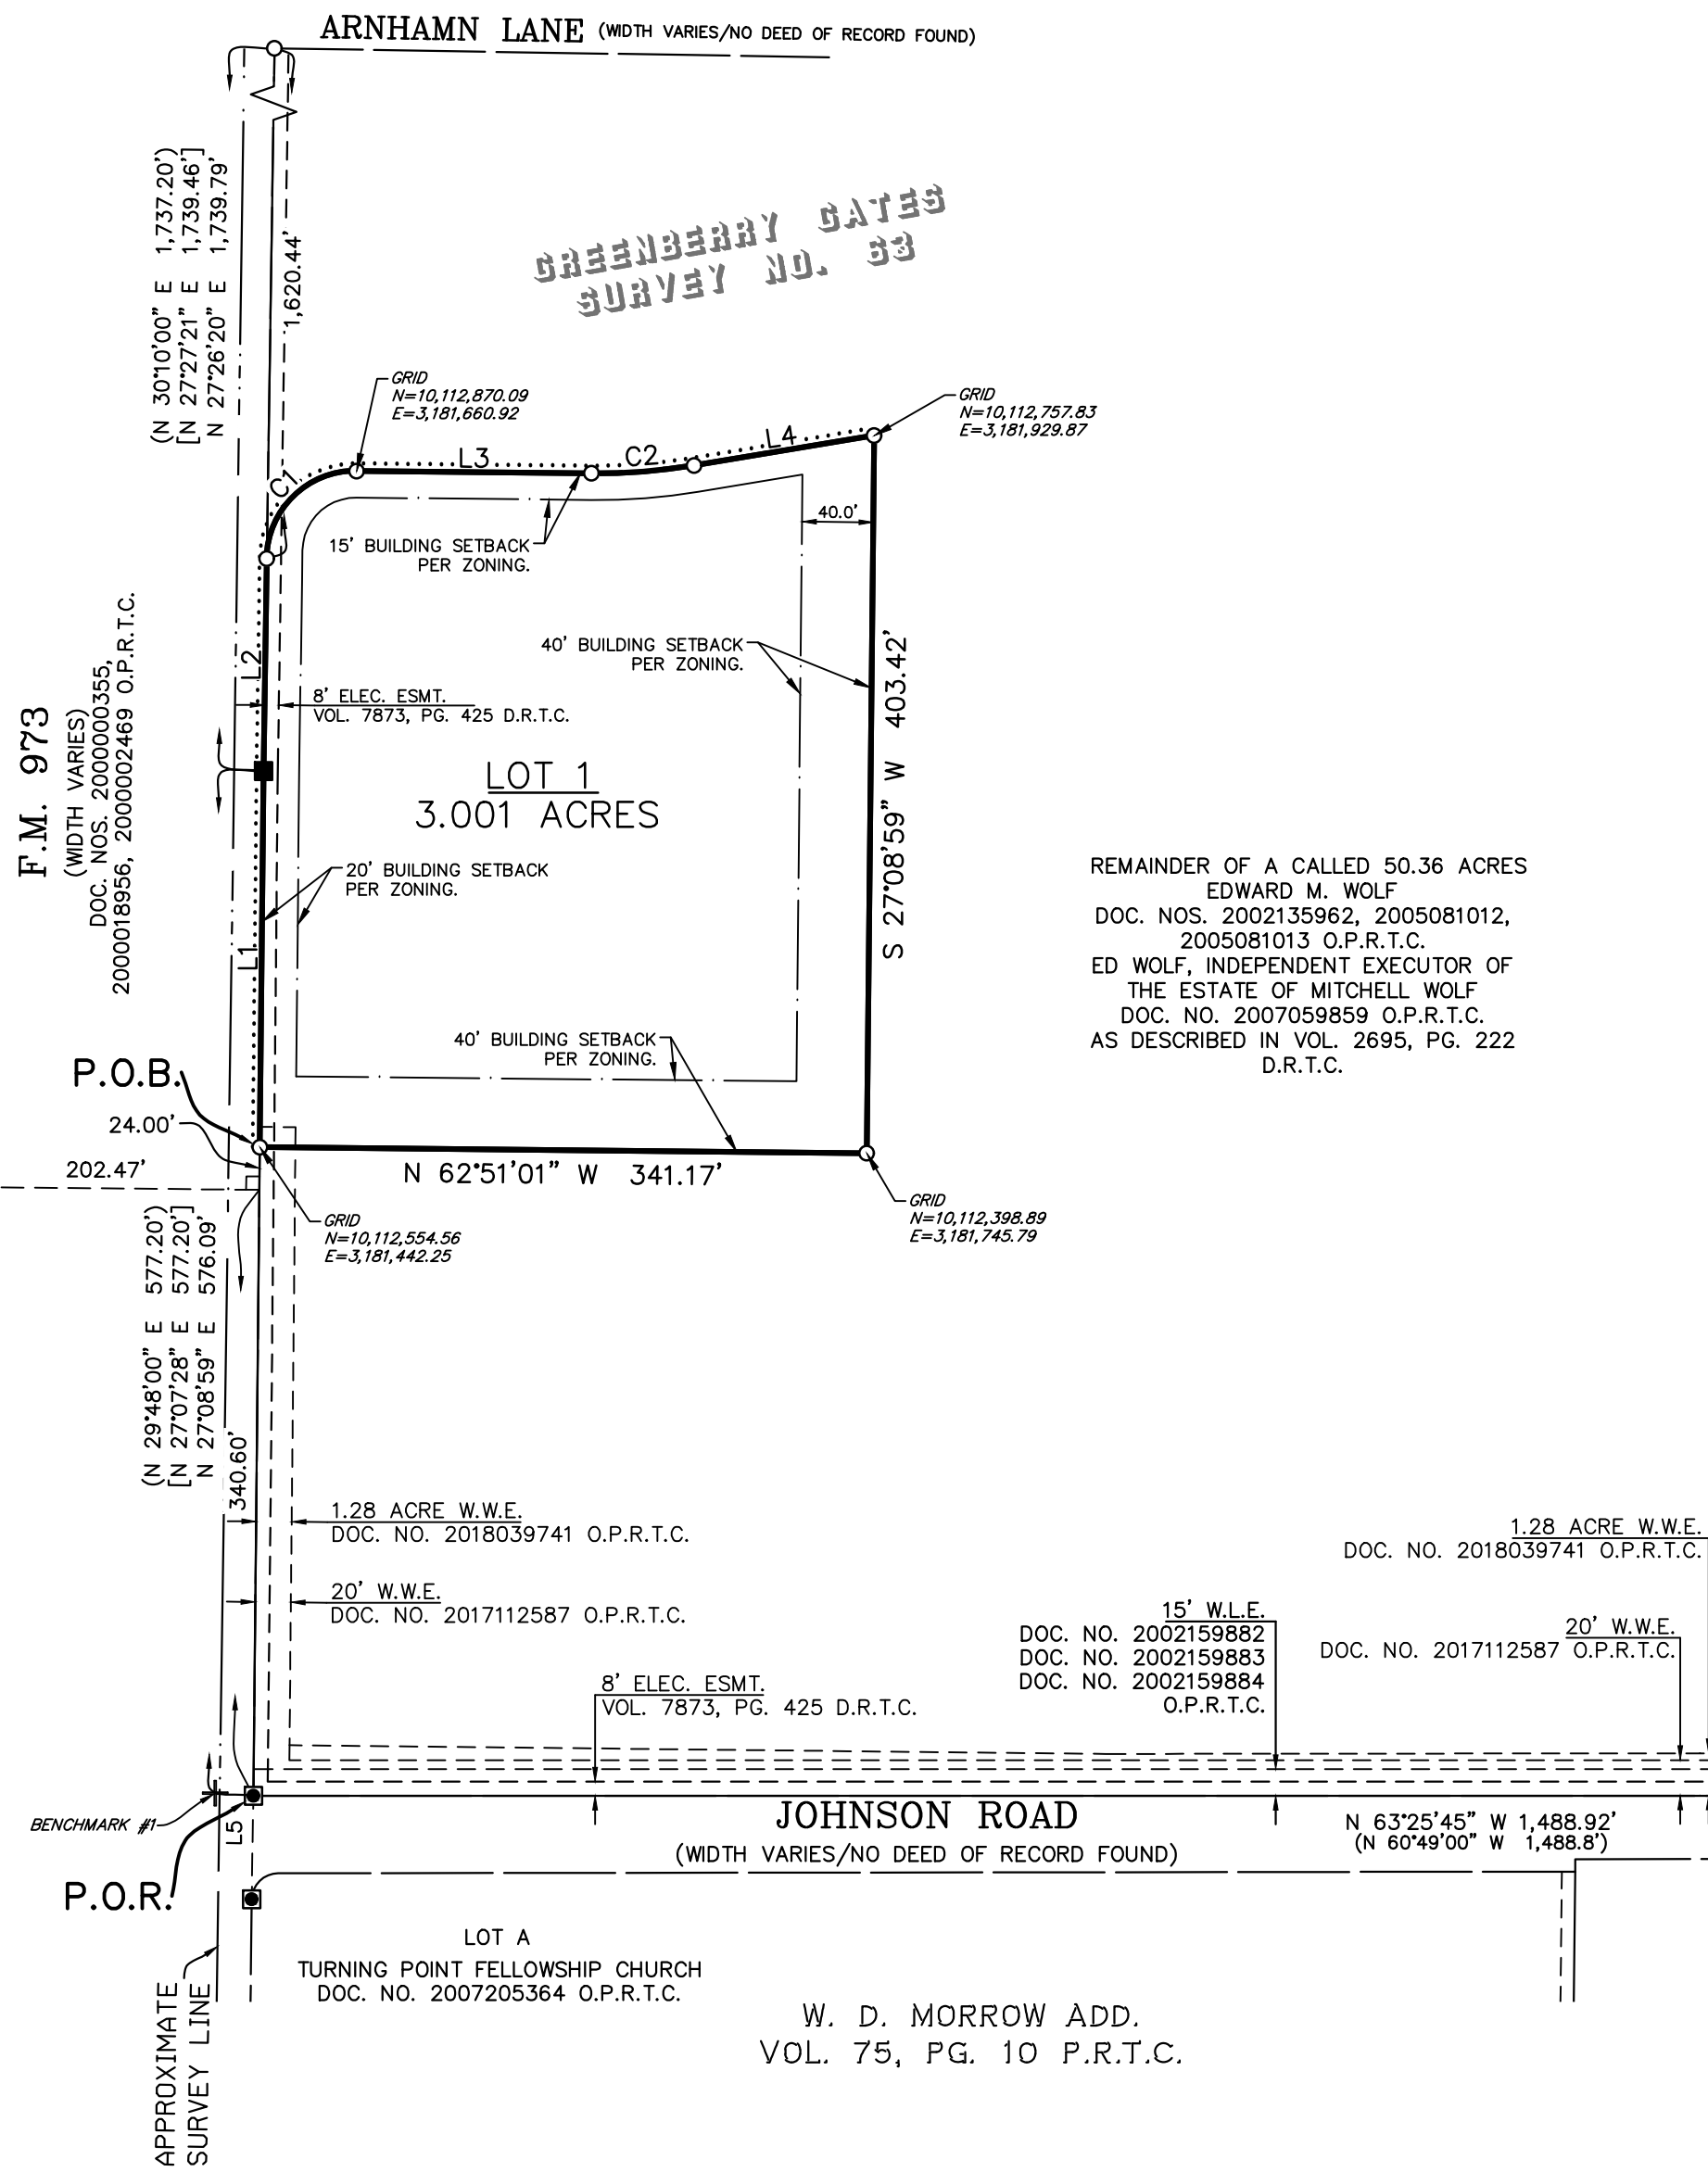 ARNHAMN LANE (WIDTH VARIES/NO DEED OF RECORD FOUND)
(N 30°10'00" E 1,737.20')
[N 27°27'21" E 1,739.46']
N 27°26'20" E 1,739.79'
1,620.44'
GREENBERRY GATES
SURVEY NO. 63
GRID
N=10,112,870.09
E=3,181,660.92
GRID
N=10,112,757.83
E=3,181,929.87
C1
L3
C2
L4
40.0'
15' BUILDING SETBACK
PER ZONING.
40' BUILDING SETBACK
PER ZONING.
L2
8' ELEC. ESMT.
VOL. 7873, PG. 425 D.R.T.C.
S 27°08'59" W 403.42'
F.M. 973
(WIDTH VARIES)
DOC. NOS. 2000000355,
2000018956, 2000002469 O.P.R.T.C.
LOT 1
3.001 ACRES
20' BUILDING SETBACK
PER ZONING.
L1
REMAINDER OF A CALLED 50.36 ACRES
EDWARD M. WOLF
DOC. NOS. 2002135962, 2005081012,
2005081013 O.P.R.T.C.
ED WOLF, INDEPENDENT EXECUTOR OF
THE ESTATE OF MITCHELL WOLF
DOC. NO. 2007059859 O.P.R.T.C.
AS DESCRIBED IN VOL. 2695, PG. 222
D.R.T.C.
40' BUILDING SETBACK
PER ZONING.
P.O.B.
24.00'
202.47'
N 62°51'01" W 341.17'
GRID
N=10,112,554.56
E=3,181,442.25
GRID
N=10,112,398.89
E=3,181,745.79
(N 29°48'00" E 577.20')
[N 27°07'28" E 577.20']
N 27°08'59" E 576.09'
340.60'
1.28 ACRE W.W.E.
DOC. NO. 2018039741 O.P.R.T.C.
20' W.W.E.
DOC. NO. 2017112587 O.P.R.T.C.
8' ELEC. ESMT.
VOL. 7873, PG. 425 D.R.T.C.
15' W.L.E.
DOC. NO. 2002159882
DOC. NO. 2002159883
DOC. NO. 2002159884
O.P.R.T.C.
1.28 ACRE W.W.E.
DOC. NO. 2018039741 O.P.R.T.C.
20' W.W.E.
DOC. NO. 2017112587 O.P.R.T.C.
BENCHMARK #1
L5
P.O.R.
JOHNSON ROAD
(WIDTH VARIES/NO DEED OF RECORD FOUND)
N 63°25'45" W 1,488.92'
(N 60°49'00" W 1,488.8')
LOT A
TURNING POINT FELLOWSHIP CHURCH
DOC. NO. 2007205364 O.P.R.T.C.
APPROXIMATE
SURVEY LINE
W. D. MORROW ADD.
VOL. 75, PG. 10 P.R.T.C.